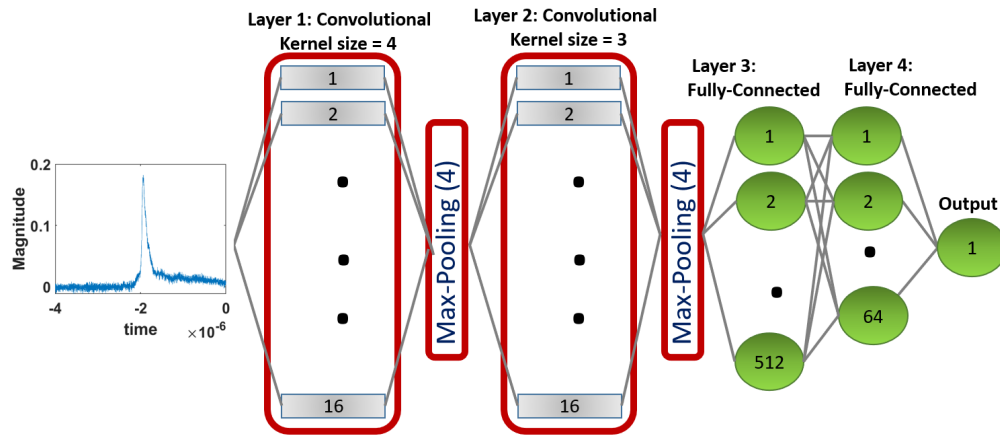 Layer 1: Convolutional
Kernel size = 4
Layer 2: Convolutional
Kernel size = 3
Layer 3:
Fully-Connected
Layer 4:
Fully-Connected
Output
0.2
0.1
0
Magnitude
-4
-2
0
time
×10⁻⁶
1
2
16
Max-Pooling (4)
1
2
16
Max-Pooling (4)
1
2
512
1
2
64
1